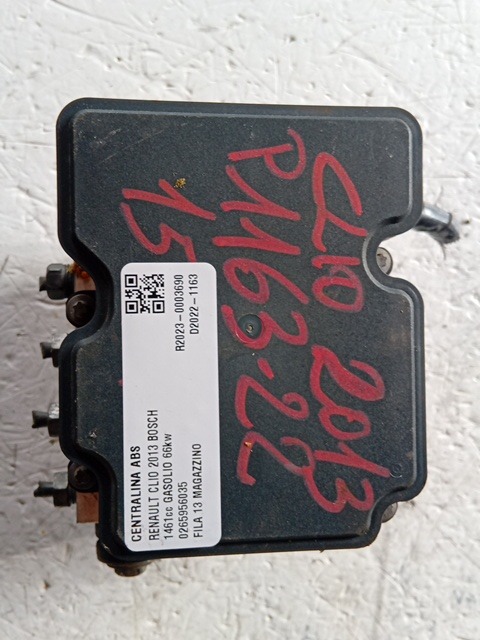 CLIO 2013
P1163-22
15
R2023-0003690
D2022-1163
CENTRALINA ABS
RENAULT CLIO 2013 BOSCH
1461cc GASOLIO 66kw
0265956035
FILA 13 MAGAZZINO